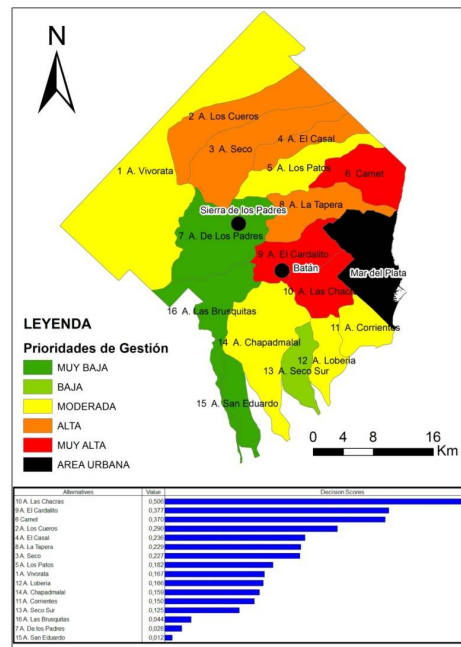 N
2 A. Los Cueros
4 A. El Casal
3 A. Seco
5 A. Los Patos
1 A. Vivorata
6 Camet
8 A. La Tapera
Sierra de los Padres
7 A. De Los Padres
9 A. El Cardalito
Mar del Plata
Batán
10 A. Las Chacras
16 A. Las Brusquitas
11 A. Corrientes
14 A. Chapadmalal
12 A. Loberia
13 A. Seco Sur
15 A. San Eduardo
LEYENDA
Prioridades de Gestión
MUY BAJA
BAJA
MODERADA
ALTA
MUY ALTA
AREA URBANA
0 4 8 16
Km
Alternatives Value Decision Scores
10 A. Las Chacras 0,506
9 A. El Cardalito 0,377
6 Camet 0,370
2 A. Los Cueros 0,290
4 A. El Casal 0,236
8 A. La Tapera 0,229
3 A. Seco 0,227
5 A. Los Patos 0,182
1 A. Vivorata 0,167
12 A. Loberia 0,166
14 A. Chapadmalal 0,159
11 A. Corrientes 0,150
13 A. Seco Sur 0,125
16 A. Las Brusquitas 0,044
7 A. De los Padres 0,028
15 A. San Eduardo 0,012